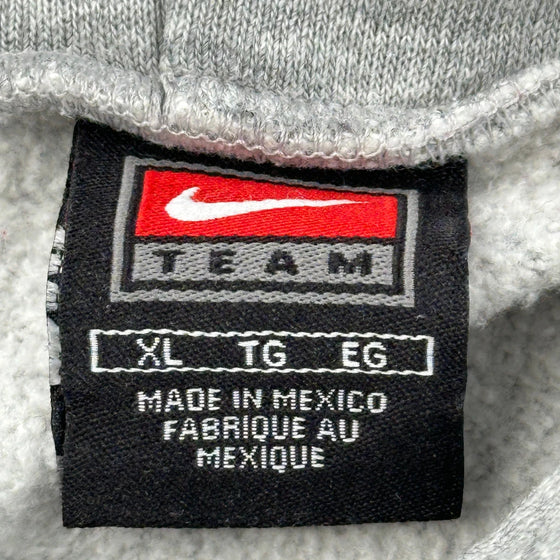 TEAM
XL TG EG
MADE IN MEXICO
FABRIQUE AU
MEXIQUE